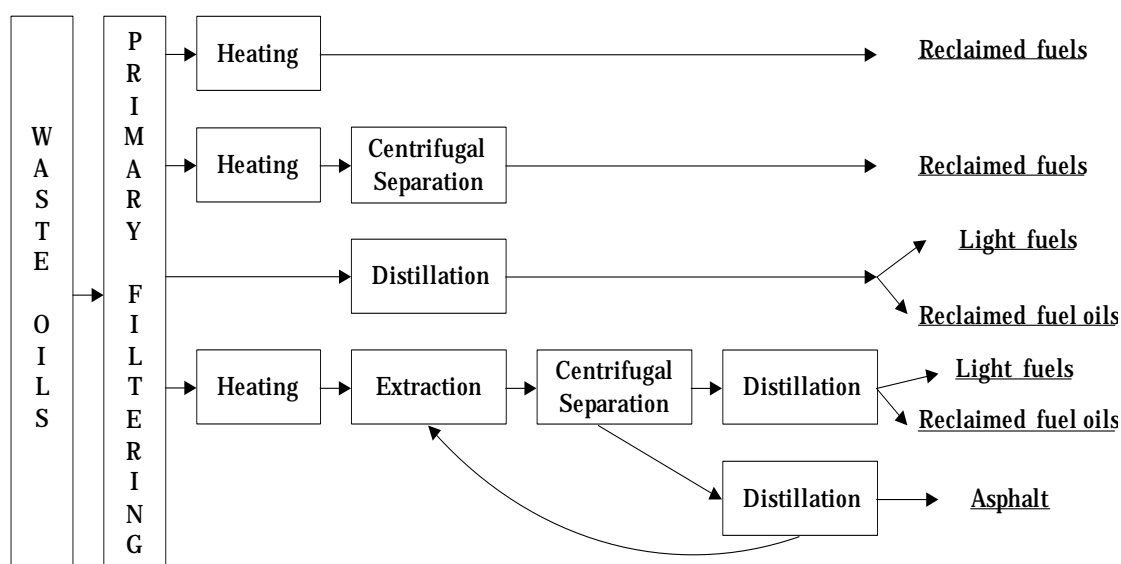 WASTE OILS
PRIMARY FILTERING
Heating
Reclaimed fuels
Heating
Centrifugal
Separation
Reclaimed fuels
Distillation
Light fuels
Reclaimed fuel oils
Heating
Extraction
Centrifugal
Separation
Distillation
Light fuels
Reclaimed fuel oils
Distillation
Asphalt